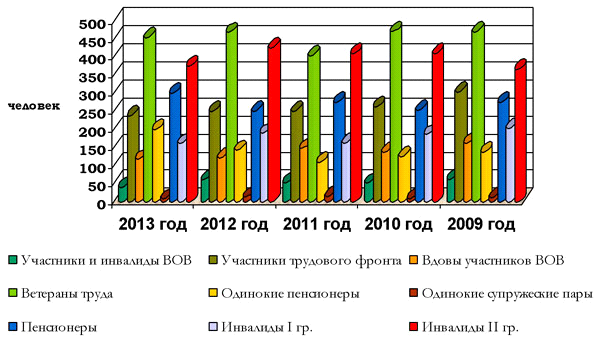 500
450
400
350
300
250
200
150
100
50
0
человек
2013 год 2012 год 2011 год 2010 год 2009 год
Участники и инвалиды ВОВ Участники трудового фронта Вдовы участников ВОВ
Ветераны труда Одинокие пенсионеры Одинокие супружеские пары
Пенсионеры Инвалиды I гр. Инвалиды II гр.